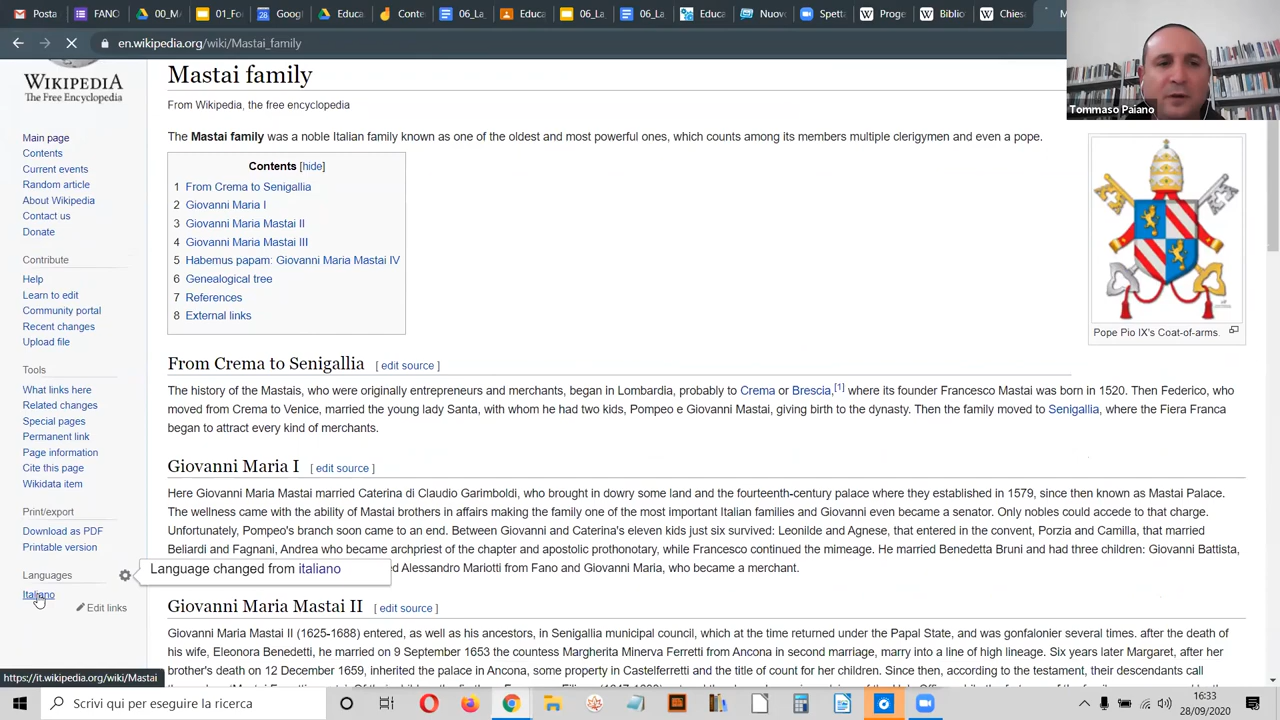 Posta
FANO
00_M
01_Fo
Googl
Educa
Conte
06_La
Educa
06_La
06_La
Educa
Nuov
Spetta
Proge
Biblio
Chies
M
en.wikipedia.org/wiki/Mastai_family
Tommaso Paiano
WIKIPEDIA
The Free Encyclopedia
Main page
Contents
Current events
Random article
About Wikipedia
Contact us
Donate
Contribute
Help
Learn to edit
Community portal
Recent changes
Upload file
Tools
What links here
Related changes
Special pages
Permanent link
Page information
Cite this page
Wikidata item
Print/export
Download as PDF
Printable version
Languages
Language changed from italiano
Italiano
Edit links
Mastai family
From Wikipedia, the free encyclopedia
The Mastai family was a noble Italian family known as one of the oldest and most powerful ones, which counts among its members multiple clerigymen and even a pope.
Contents [hide]
1 From Crema to Senigallia
2 Giovanni Maria I
3 Giovanni Maria Mastai II
4 Giovanni Maria Mastai III
5 Habemus papam: Giovanni Maria Mastai IV
6 Genealogical tree
7 References
8 External links
Pope Pio IX's Coat-of-arms.
From Crema to Senigallia [ edit source ]
The history of the Mastais, who were originally entrepreneurs and merchants, began in Lombardia, probably to Crema or Brescia,[1] where its founder Francesco Mastai was born in 1520. Then Federico, who
moved from Crema to Venice, married the young lady Santa, with whom he had two kids, Pompeo e Giovanni Mastai, giving birth to the dynasty. Then the family moved to Senigallia, where the Fiera Franca
began to attract every kind of merchants.
Giovanni Maria I [ edit source ]
Here Giovanni Maria Mastai married Caterina di Claudio Garimboldi, who brought in dowry some land and the fourteenth-century palace where they established in 1579, since then known as Mastai Palace.
The wellness came with the ability of Mastai brothers in affairs making the family one of the most important Italian families and Giovanni even became a senator. Only nobles could accede to that charge.
Unfortunately, Pompeo's branch soon came to an end. Between Giovanni and Caterina's eleven kids just six survived: Leonilde and Agnese, that entered in the convent, Porzia and Camilla, that married
Beliardi and Fagnani, Andrea who became archpriest of the chapter and apostolic prothonotary, while Francesco continued the mimeage. He married Benedetta Bruni and had three children: Giovanni Battista,
ed Alessandro Mariotti from Fano and Giovanni Maria, who became a merchant.
Giovanni Maria Mastai II [ edit source ]
Giovanni Maria Mastai II (1625-1688) entered, as well as his ancestors, in Senigallia municipal council, which at the time returned under the Papal State, and was gonfalonier several times. after the death of
his wife, Eleonora Benedetti, he married on 9 September 1653 the countess Margherita Minerva Ferretti from Ancona in second marriage, marry into a line of high lineage. Six years later Margaret, after her
brother's death on 12 December 1659, inherited the palace in Ancona, some property in Castelferretti and the title of count for her children. Since then, according to the testament, their descendants call
https://it.wikipedia.org/wiki/Mastai
Scrivi qui per eseguire la ricerca
16:33
28/09/2020